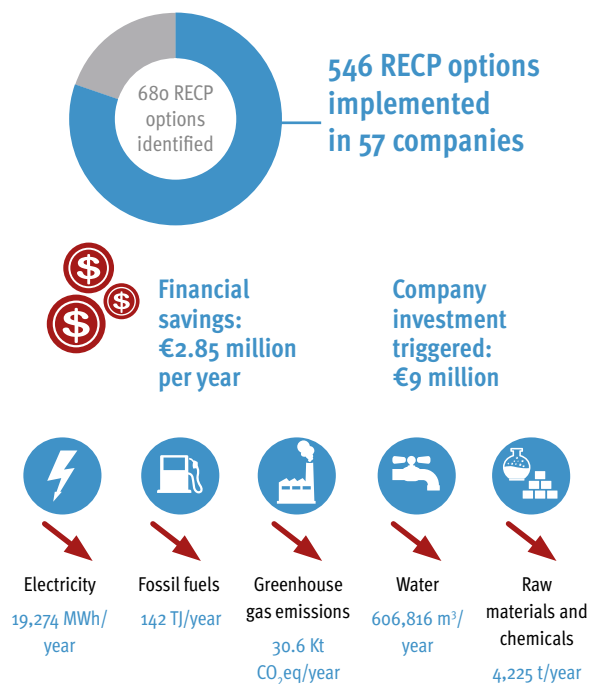 680 RECP
options
identified
546 RECP options
implemented
in 57 companies
$
$
$
Financial
savings:
€2.85 million
per year
Company
investment
triggered:
€9 million
Electricity
19,274 MWh/
year
Fossil fuels
142 TJ/year
Greenhouse
gas emissions
30.6 Kt
CO₂eq/year
Water
606,816 m³/
year
Raw
materials and
chemicals
4,225 t/year